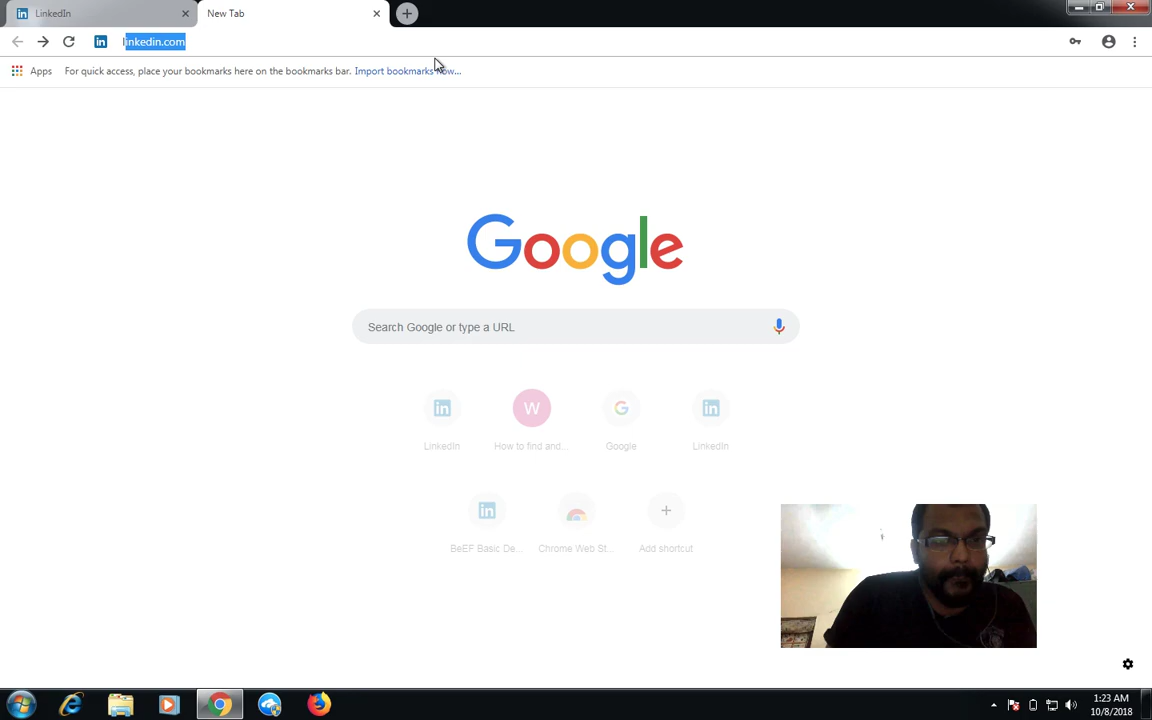 LinkedIn
New Tab
linkedin.com
Apps For quick access, place your bookmarks here on the bookmarks bar. Import bookmarks now...
Google
Search Google or type a URL
W
LinkedIn How to find and... Google LinkedIn
BeEF Basic De... Chrome Web St... Add shortcut
1:23 AM
10/8/2018